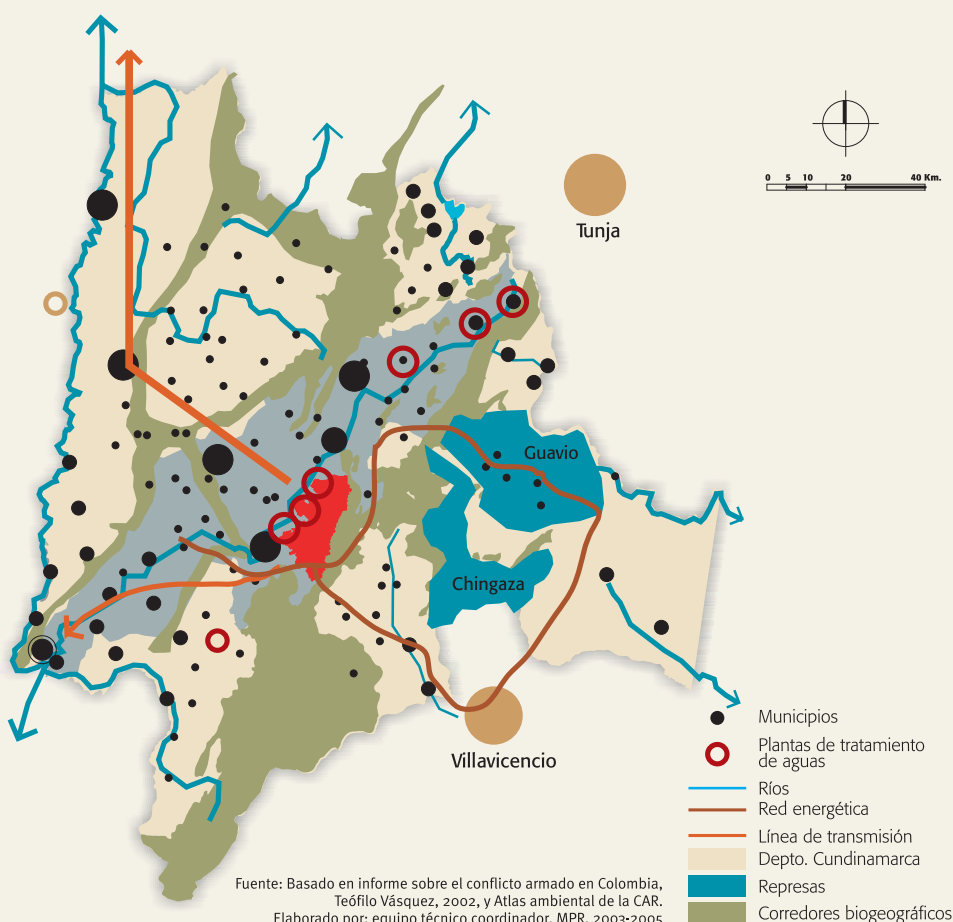 0 5 10 20 40 Km.
Tunja
Guavio
Chingaza
Villavicencio
Municipios
Plantas de tratamiento
de aguas
Ríos
Red energética
Línea de transmisión
Depto. Cundinamarca
Represas
Corredores biogeográficos
Fuente: Basado en informe sobre el conflicto armado en Colombia,
Teófilo Vásquez, 2002, y Atlas ambiental de la CAR.
Elaborado por: equipo técnico coordinador, MPR, 2003-2005